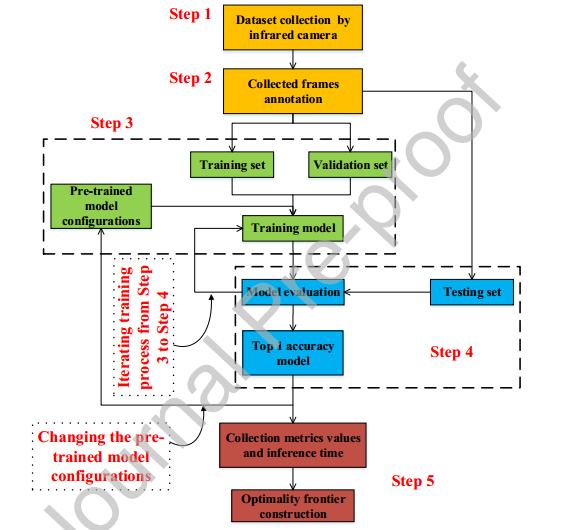 Step 1
Dataset collection by
infrared camera
Step 2
Collected frames
annotation
Step 3
Training set
Validation set
Pre-trained
model
configurations
Training model
Iterating training
process from Step
3 to Step 4
Model evaluation
Testing set
Top 1 accuracy
model
Step 4
Changing the pre-
trained model
configurations
Collection metrics values
and inference time
Step 5
Optimality frontier
construction
Journal Pre-proof